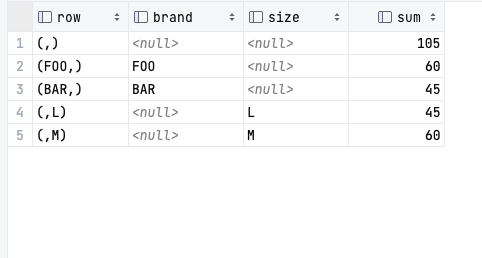 row brand size sum
1 (,) <null> <null> 105
2 (FOO,) FOO <null> 60
3 (BAR,) BAR <null> 45
4 (,L) <null> L 45
5 (,M) <null> M 60